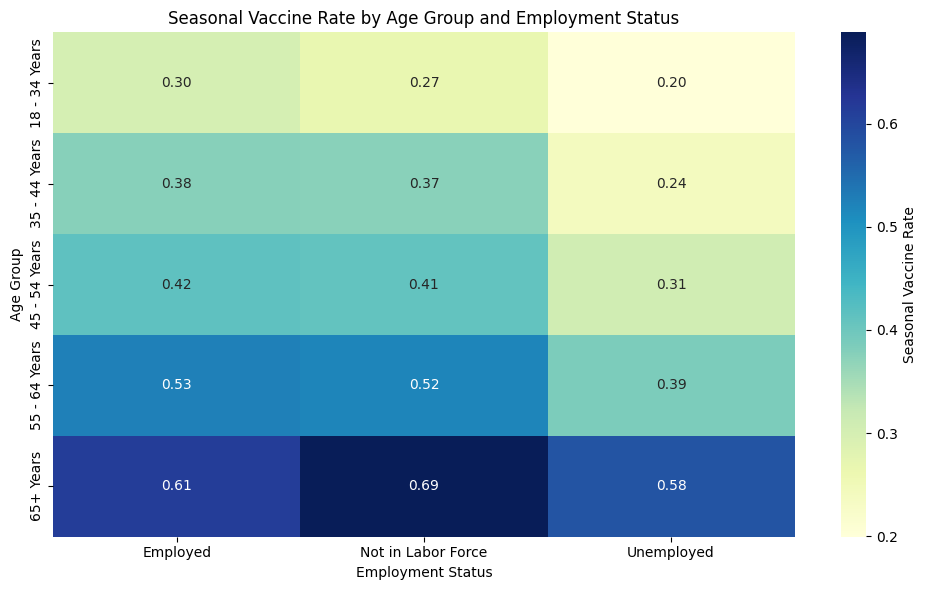 Seasonal Vaccine Rate by Age Group and Employment Status
Age Group
18 - 34 Years
0.30 0.27 0.20
35 - 44 Years
0.38 0.37 0.24
45 - 54 Years
0.42 0.41 0.31
55 - 64 Years
0.53 0.52 0.39
65+ Years
0.61 0.69 0.58
Employed Not in Labor Force Unemployed
Employment Status
0.6
0.5
0.4
0.3
0.2
Seasonal Vaccine Rate